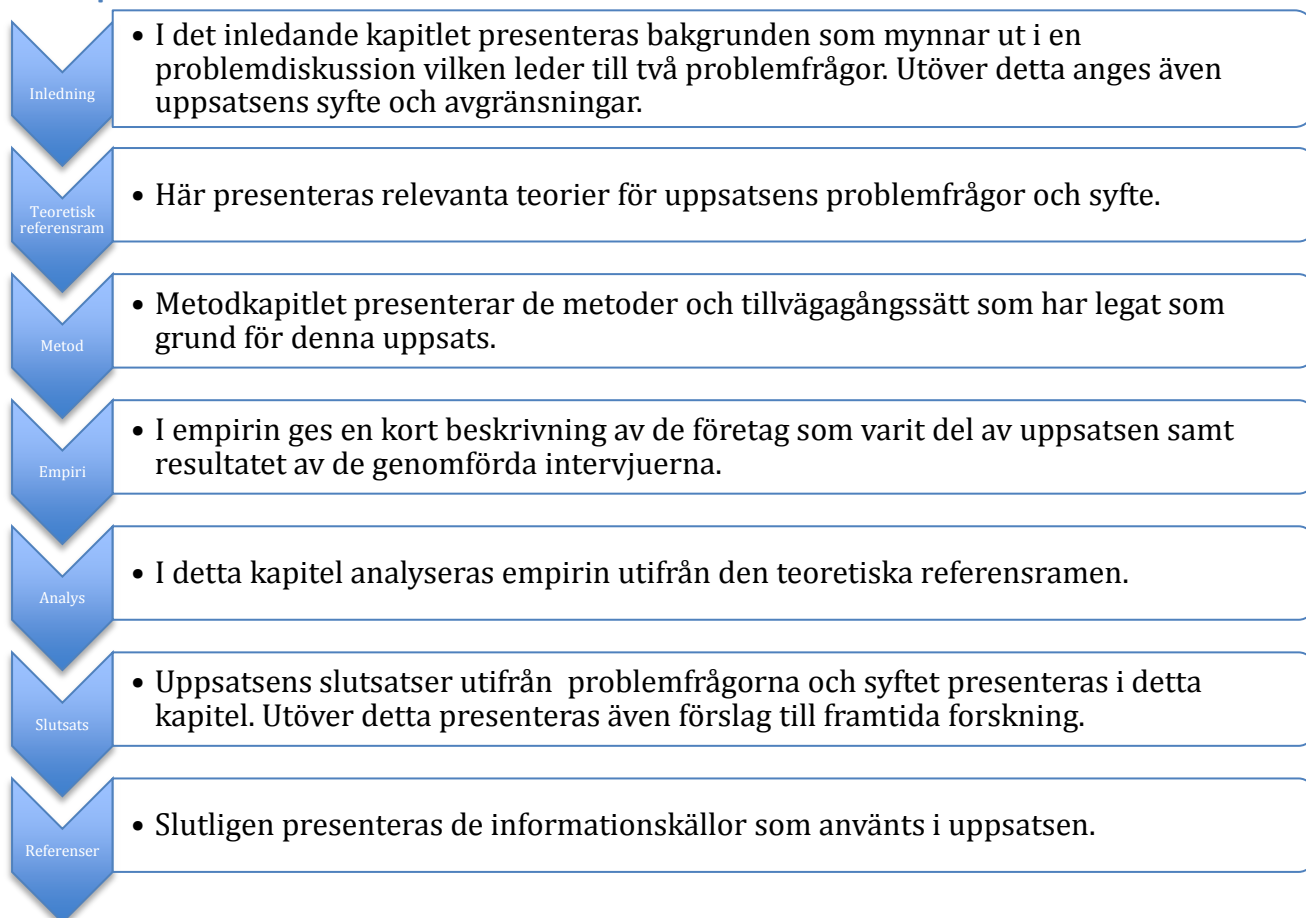 Inledning
• I det inledande kapitlet presenteras bakgrunden som mynnar ut i en
problemdiskussion vilken leder till två problemfrågor. Utöver detta anges även
uppsatsens syfte och avgränsningar.
Teoretisk
referensram
• Här presenteras relevanta teorier för uppsatsens problemfrågor och syfte.
Metod
• Metodkapitlet presenterar de metoder och tillvägagångssätt som har legat som
grund för denna uppsats.
Empiri
• I empirin ges en kort beskrivning av de företag som varit del av uppsatsen samt
resultatet av de genomförda intervjuerna.
Analys
• I detta kapitel analyseras empirin utifrån den teoretiska referensramen.
Slutsats
• Uppsatsens slutsatser utifrån  problemfrågorna och syftet presenteras i detta
kapitel. Utöver detta presenteras även förslag till framtida forskning.
Referenser
• Slutligen presenteras de informationskällor som använts i uppsatsen.